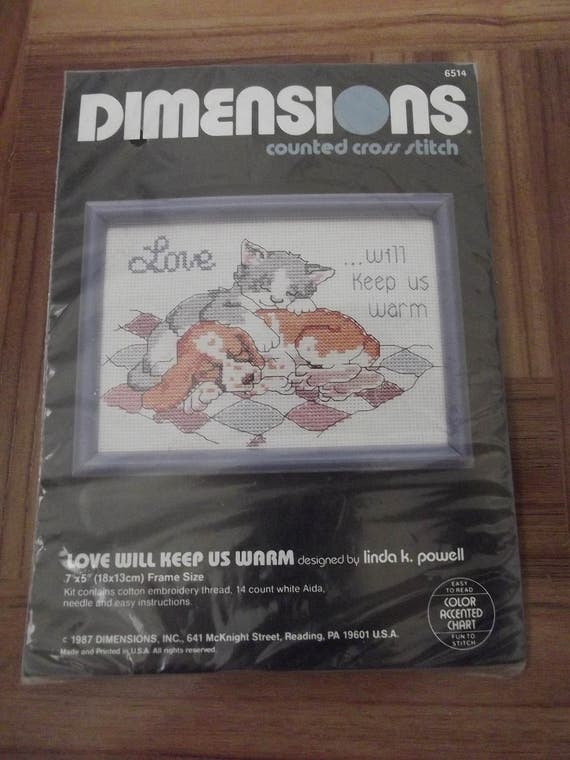 6514
DIMENSIONS®
counted cross stitch
Love
...will
keep us
warm
LOVE WILL KEEP US WARM designed by linda k. powell
7"x5" (18x13cm) Frame Size
Kit contains cotton embroidery thread, 14 count white Aida,
needle and easy instructions.
EASY
TO READ
COLOR
ACCENTED
CHART
FUN TO
STITCH
c 1987 DIMENSIONS, INC., 641 McKnight Street, Reading, PA 19601 U.S.A.
Made and Printed in U.S.A. All rights reserved.